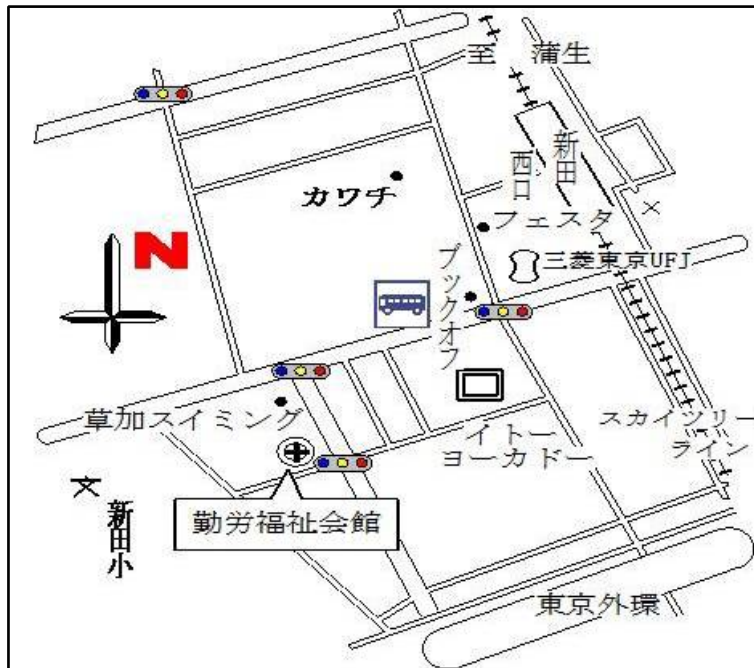 至 蒲生
新田
西口
カワチ
フェスタ
N
三菱東京UFJ
ブックオフ
草加スイミング
イトー
ヨーカドー
スカイツリー
ライン
文
新田小
勤労福祉会館
東京外環